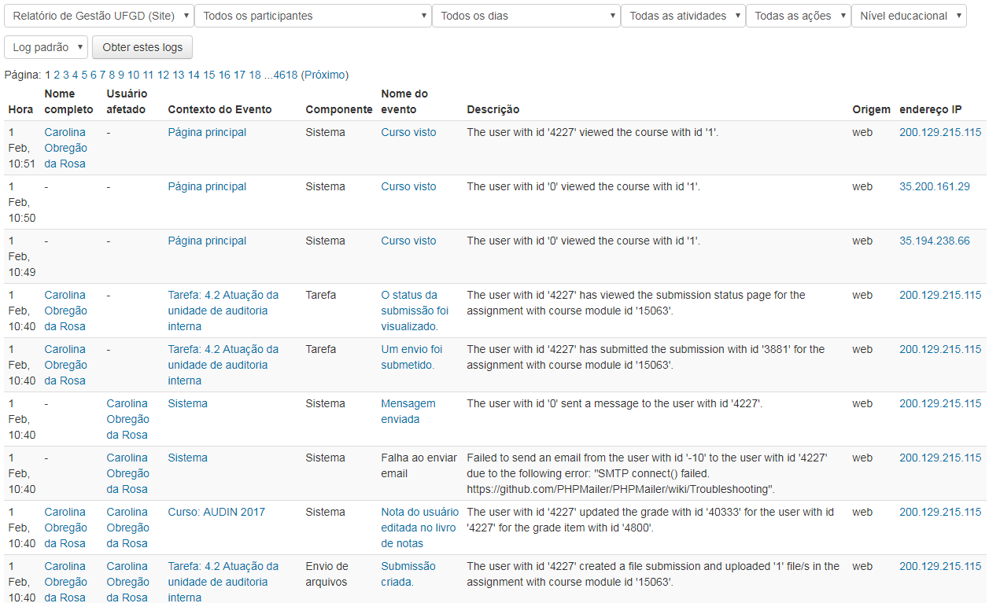 Relatório de Gestão UFGD (Site) Todos os participantes Todos os dias Todas as atividades Todas as ações Nível educacional
Log padrão Obter estes logs
Página: 1 2 3 4 5 6 7 8 9 10 11 12 13 14 15 16 17 18 ...4618 (Próximo)
Nome Usuário Nome do
Hora completo afetado Contexto do Evento Componente evento Descrição Origem endereço IP
1 Carolina - Página principal Sistema Curso visto The user with id '4227' viewed the course with id '1'. web 200.129.215.115
Feb, Obregão
10:51 da Rosa
1 - - Página principal Sistema Curso visto The user with id '0' viewed the course with id '1'. web 35.200.161.29
Feb,
10:50
1 - - Página principal Sistema Curso visto The user with id '0' viewed the course with id '1'. web 35.194.238.66
Feb,
10:49
1 Carolina - Tarefa: 4.2 Atuação da Tarefa O status da The user with id '4227' has viewed the submission status page for the web 200.129.215.115
Feb, Obregão unidade de auditoria submissão foi assignment with course module id '15063'.
10:40 da Rosa interna visualizado.
1 Carolina - Tarefa: 4.2 Atuação da Tarefa Um envio foi The user with id '4227' has submitted the submission with id '3881' for the web 200.129.215.115
Feb, Obregão unidade de auditoria submetido. assignment with course module id '15063'.
10:40 da Rosa interna
1 - Carolina Sistema Sistema Mensagem The user with id '0' sent a message to the user with id '4227'. web 200.129.215.115
Feb, Obregão enviada
10:40 da Rosa
1 - Carolina Sistema Sistema Falha ao enviar Failed to send an email from the user with id '-10' to the user with id '4227' web 200.129.215.115
Feb, Obregão email due to the following error: "SMTP connect() failed.
10:40 da Rosa https://github.com/PHPMailer/PHPMailer/wiki/Troubleshooting".
1 Carolina Carolina Curso: AUDIN 2017 Sistema Nota do usuário The user with id '4227' updated the grade with id '40333' for the user with id web 200.129.215.115
Feb, Obregão Obregão editada no livro '4227' for the grade item with id '4800'.
10:40 da Rosa da Rosa de notas
1 Carolina Carolina Tarefa: 4.2 Atuação da Envio de Submissão The user with id '4227' created a file submission and uploaded '1' file/s in the web 200.129.215.115
Feb, Obregão Obregão unidade de auditoria arquivos criada. assignment with course module id '15063'.
10:40 da Rosa da Rosa interna